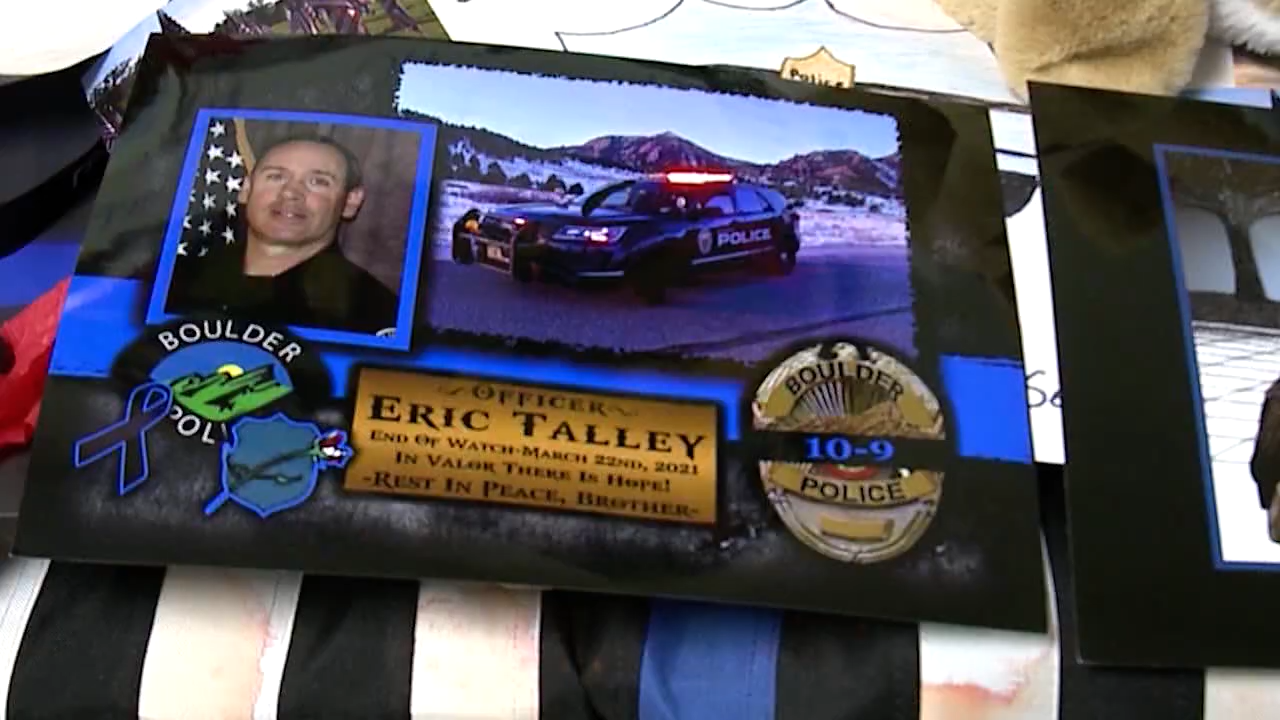 Police
POLICE
BOULDER
POL
OFFICER
ERIC TALLEY
END OF WATCH-MARCH 22ND, 2021
IN VALOR THERE IS HOPE!
-REST IN PEACE, BROTHER-
BOULDER
10-9
POLICE